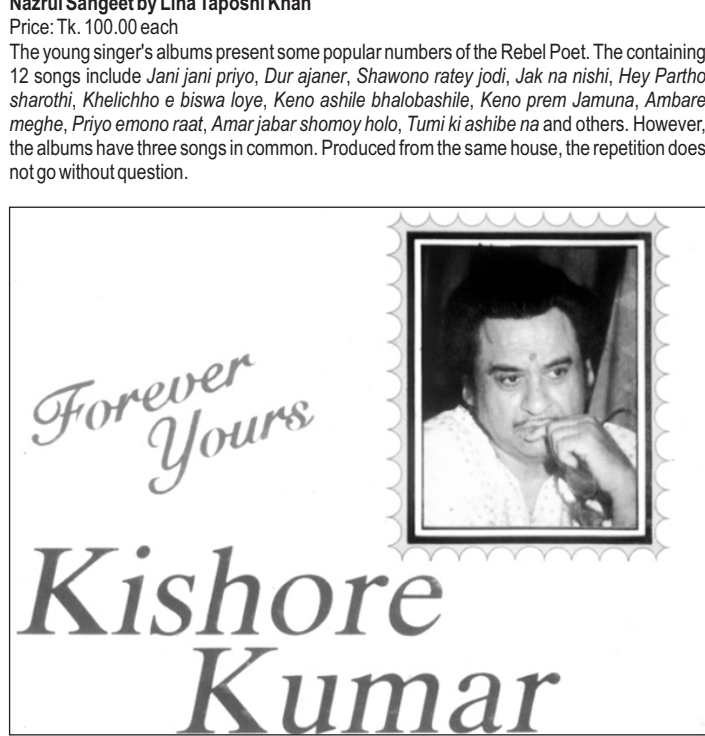 Nazrul Sangeet by Lina Taposhi Khan
Price: Tk. 100.00 each
The young singer's albums present some popular numbers of the Rebel Poet. The containing
12 songs include Jani jani priyo, Dur ajaner, Shawono ratey jodi, Jak na nishi, Hey Partho
sharothi, Khelichho e biswa loye, Keno ashile bhalobashile, Keno prem Jamuna, Ambare
meghe, Priyo emono raat, Amar jabar shomoy holo, Tumi ki ashibe na and others. However,
the albums have three songs in common. Produced from the same house, the repetition does
not go without question.
Forever
Yours
Kishore
Kumar